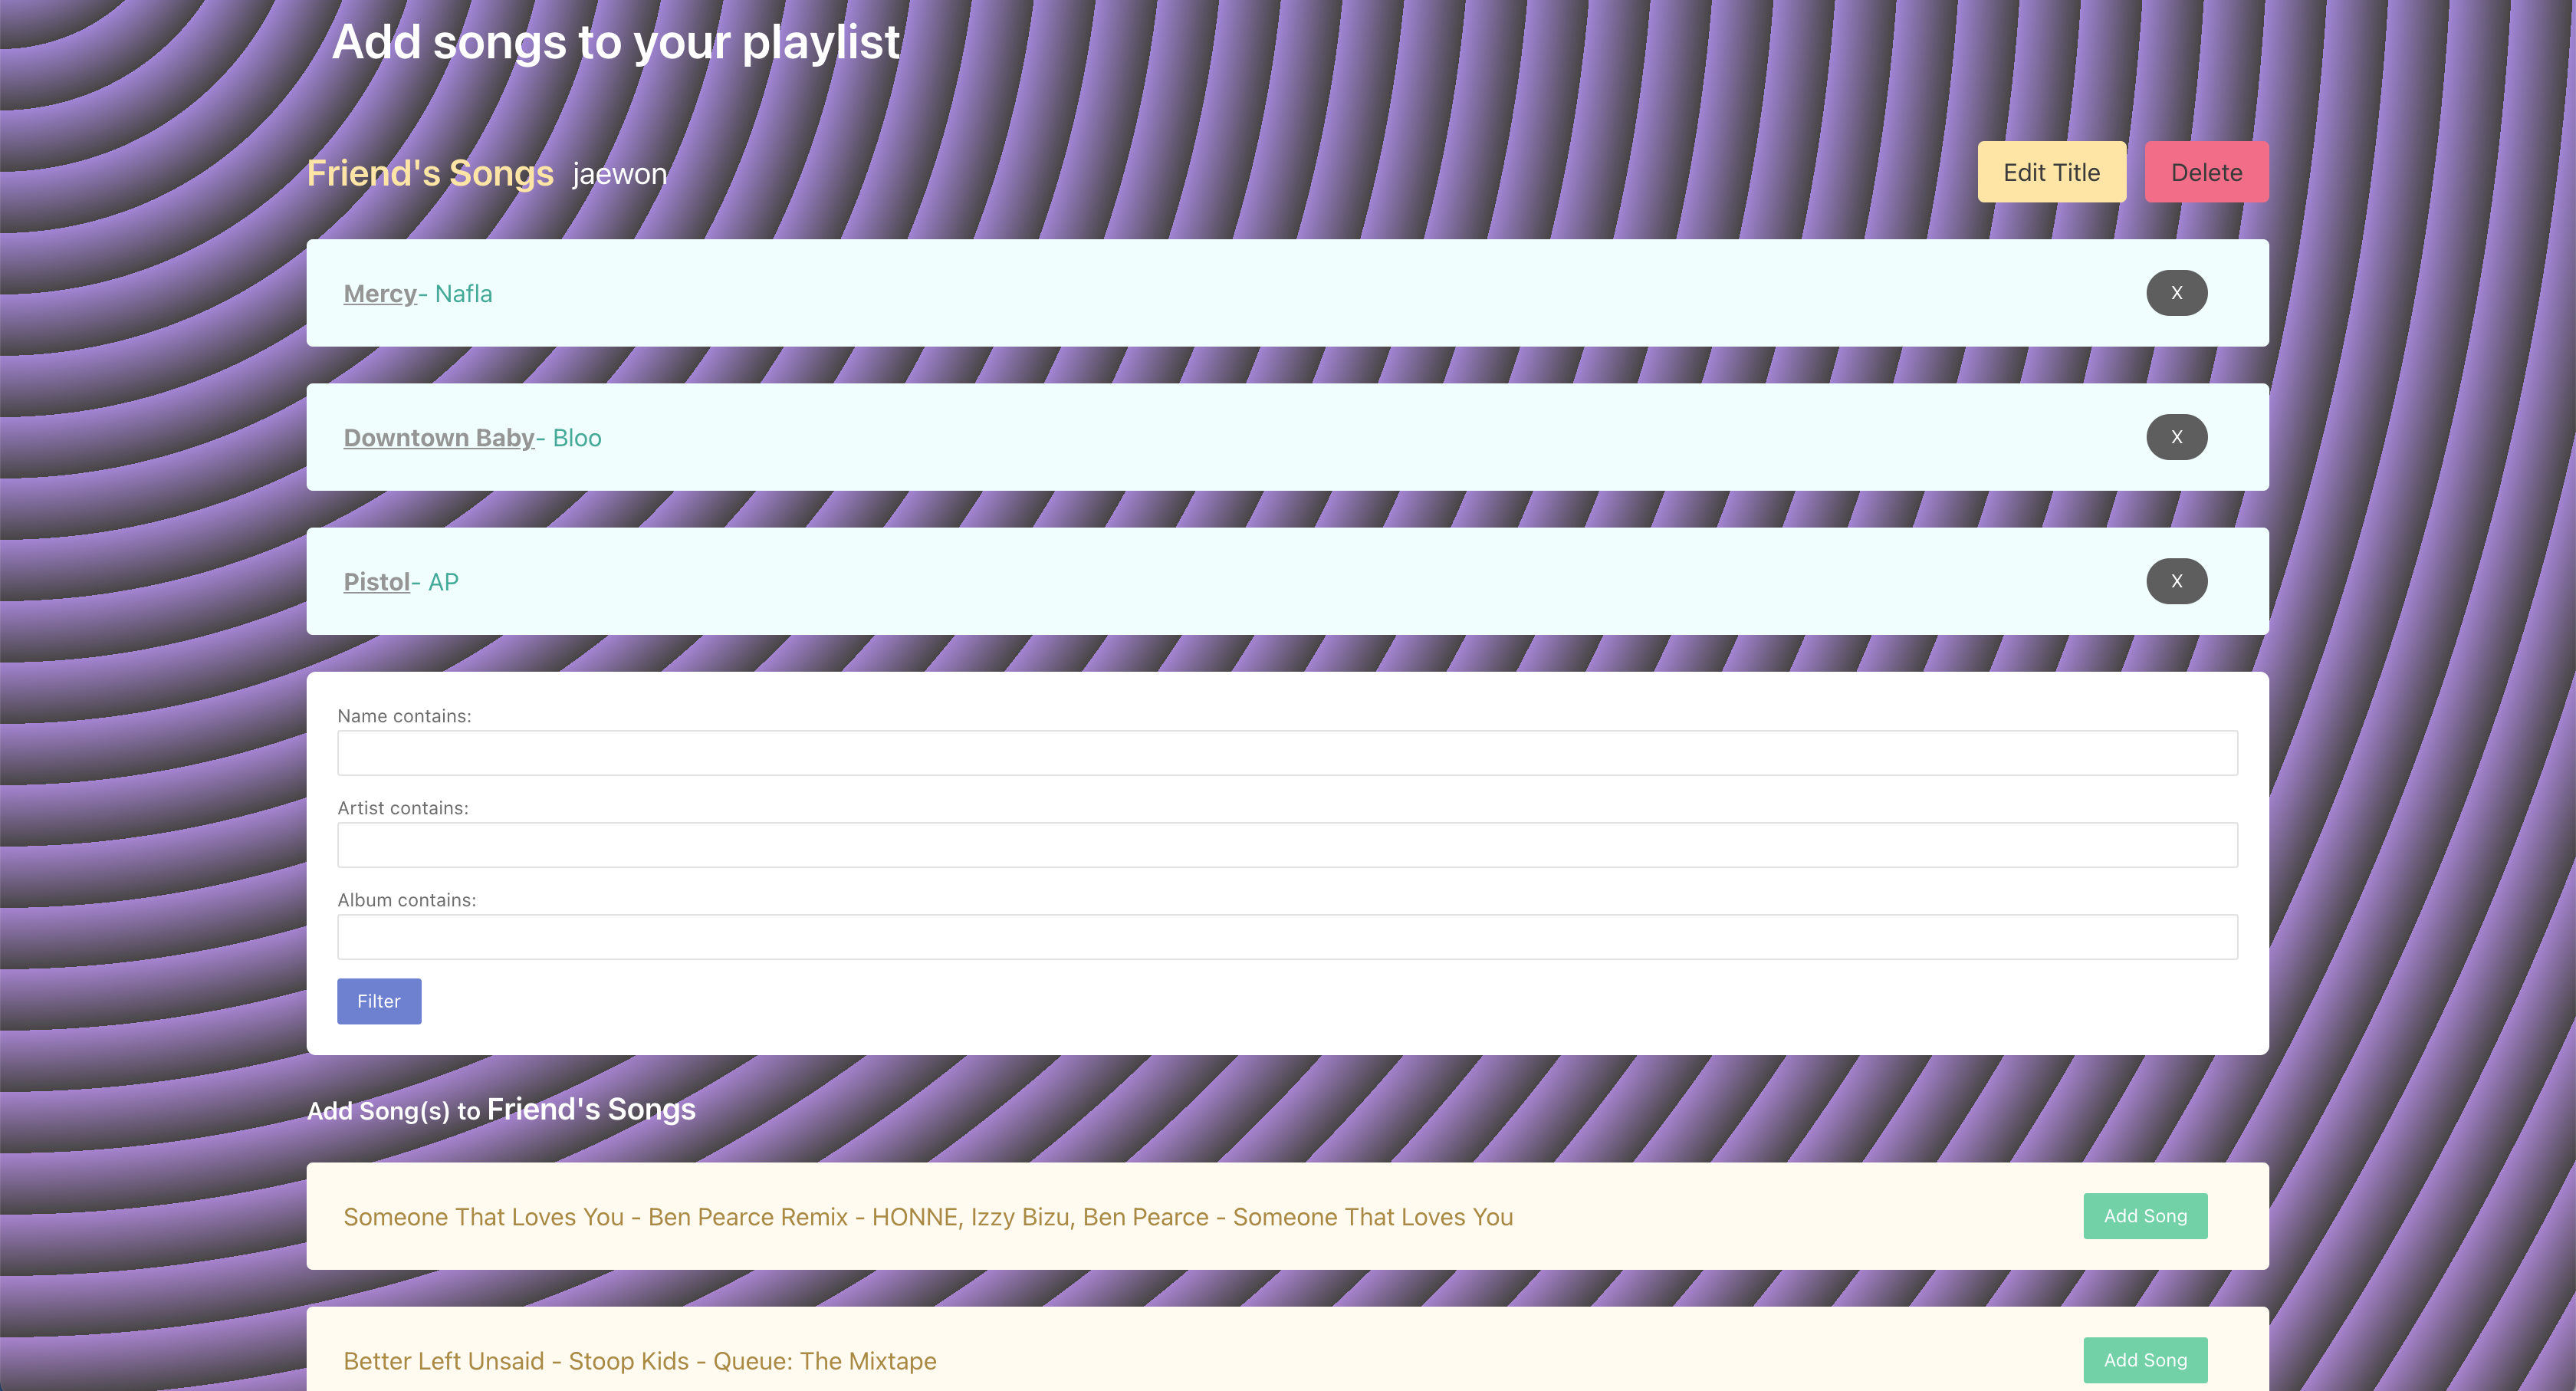 Add songs to your playlist
Friend's Songs jaewon Edit Title Delete
Mercy- Nafla X
Downtown Baby- Bloo X
Pistol- AP X
Name contains:
Artist contains:
Album contains:
Filter
Add Song(s) to Friend's Songs
Someone That Loves You - Ben Pearce Remix - HONNE, Izzy Bizu, Ben Pearce - Someone That Loves You Add Song
Better Left Unsaid - Stoop Kids - Queue: The Mixtape Add Song